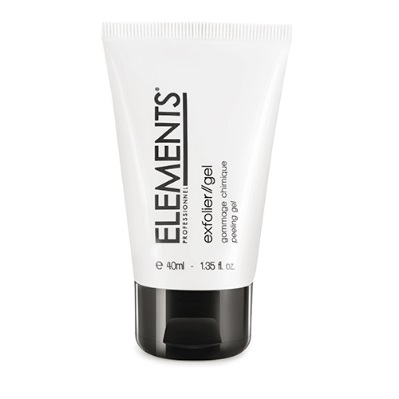 ELEMENTS®
PROFESSIONNEL
exfolier//gel
gommage chimique
peeling gel
e 40ml - 1.35 fl. oz.